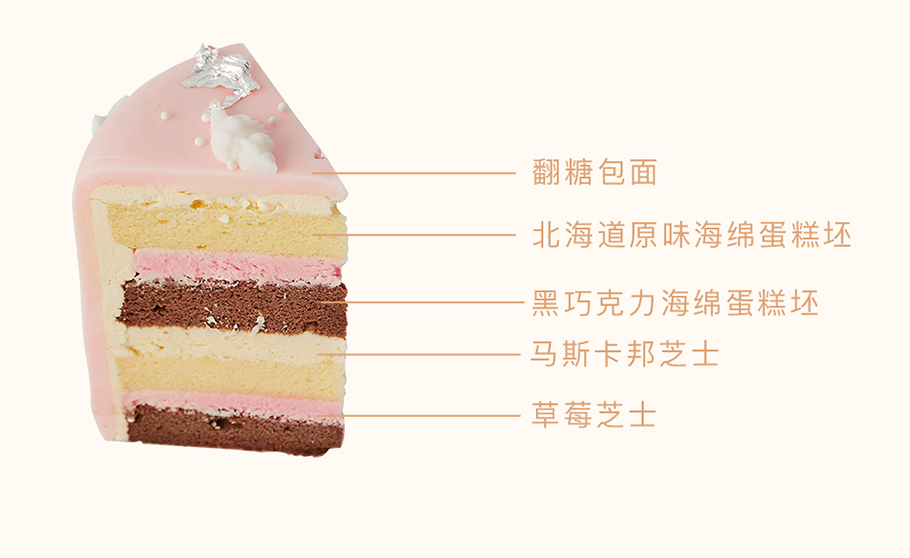 翻糖包面
北海道原味海绵蛋糕坯
黑巧克力海绵蛋糕坯
马斯卡邦芝士
草莓芝士